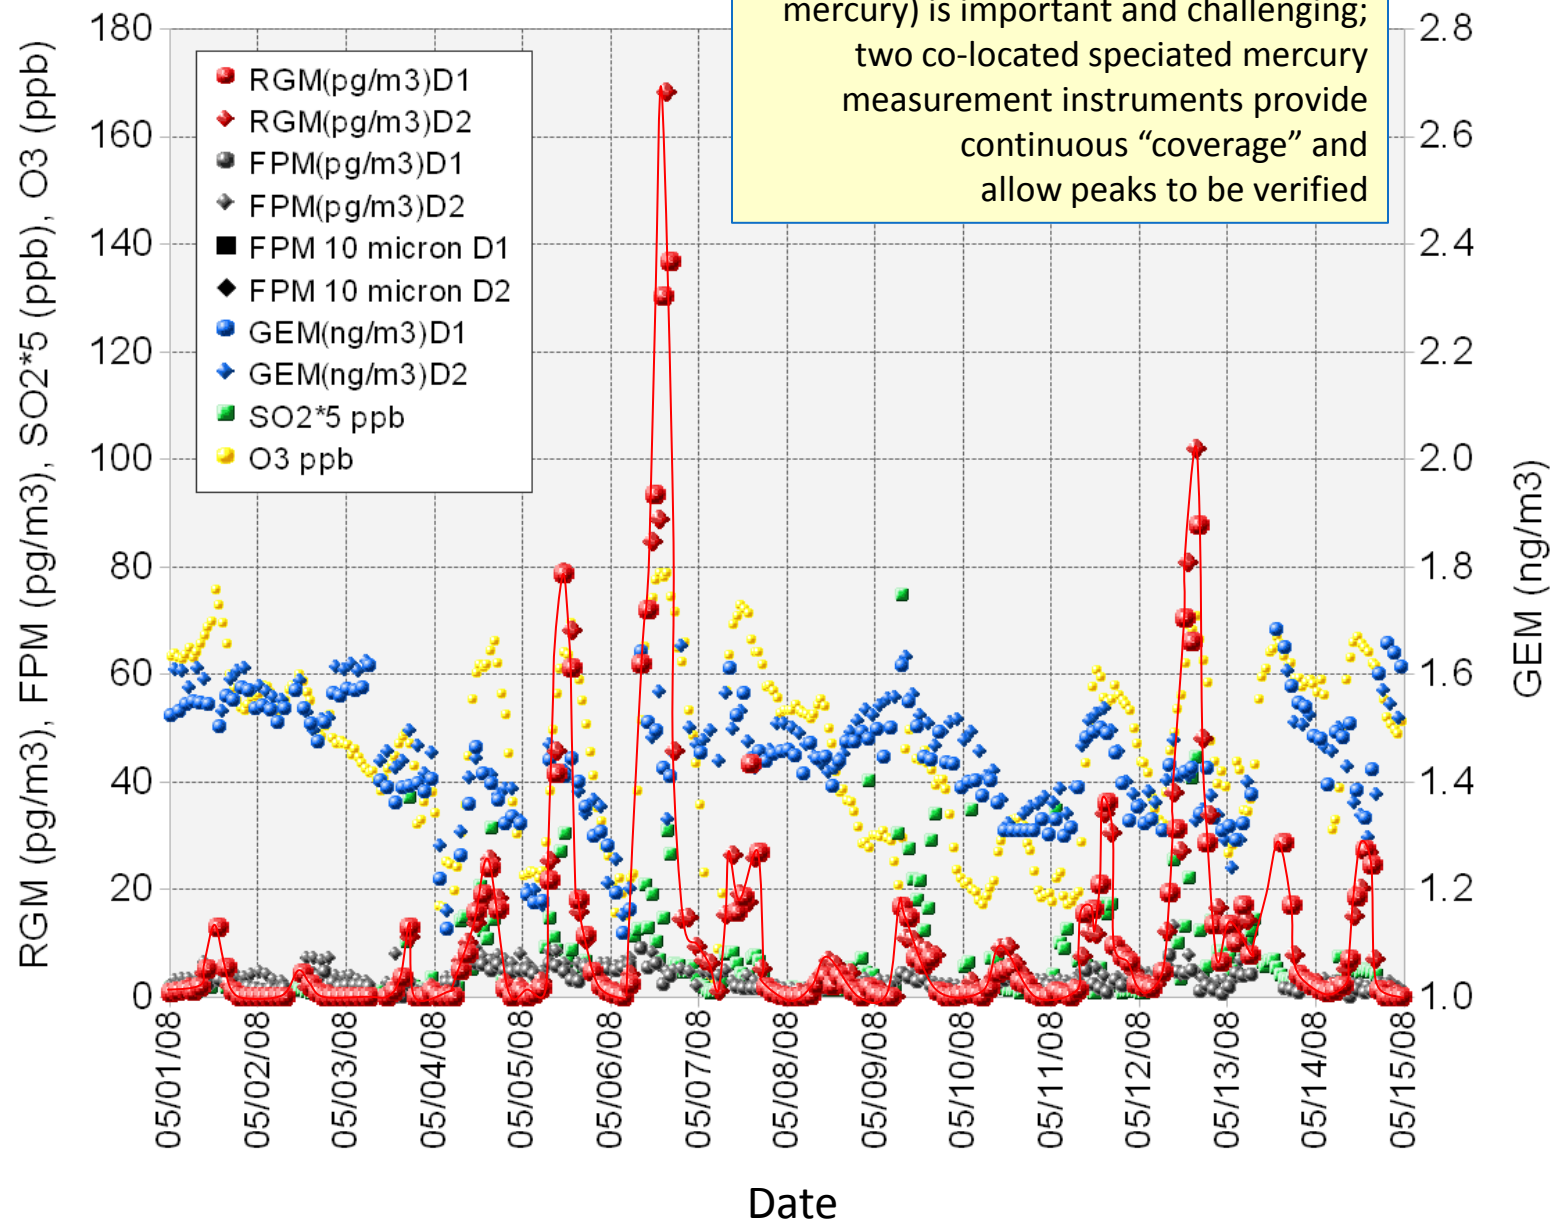 mercury) is important and challenging;
two co-located speciated mercury
measurement instruments provide
continuous “coverage” and
allow peaks to be verified
RGM(pg/m3)D1
RGM(pg/m3)D2
FPM(pg/m3)D1
FPM(pg/m3)D2
FPM 10 micron D1
FPM 10 micron D2
GEM(ng/m3)D1
GEM(ng/m3)D2
SO2*5 ppb
O3 ppb
RGM (pg/m3), FPM (pg/m3), SO2*5 (ppb), O3 (ppb)
180
160
140
120
100
80
60
40
20
0
2.8
2.6
2.4
2.2
2.0
1.8
1.6
1.4
1.2
1.0
GEM (ng/m3)
05/01/08
05/02/08
05/03/08
05/04/08
05/05/08
05/06/08
05/07/08
05/08/08
05/09/08
05/10/08
05/11/08
05/12/08
05/13/08
05/14/08
05/15/08
Date